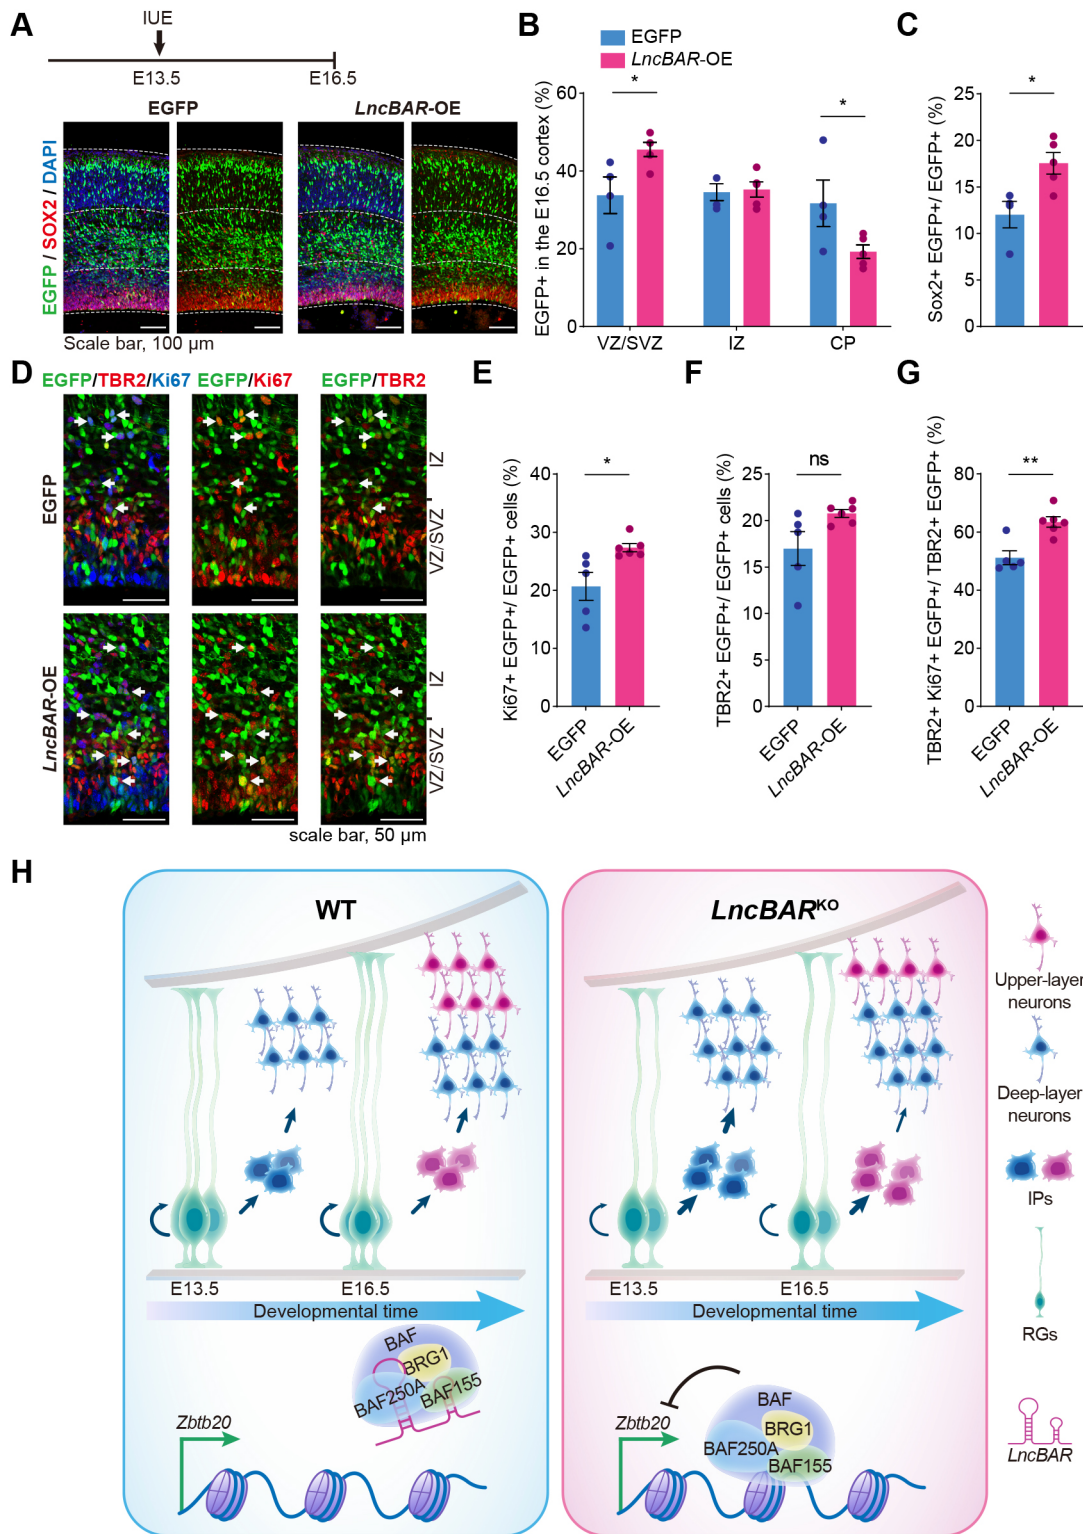 A
IUE
E13.5
E16.5
EGFP
LncBAR-OE
EGFP / SOX2 / DAPI
Scale bar, 100 μm
B
EGFP
LncBAR-OE
EGFP+ in the E16.5 cortex (%)
60
40
20
0
*
*
VZ/SVZ
IZ
CP
C
Sox2+ EGFP+/ EGFP+ (%)
25
20
15
10
5
0
*
D
EGFP/TBR2/Ki67
EGFP/Ki67
EGFP/TBR2
EGFP
IZ
VZ/SVZ
LncBAR-OE
IZ
VZ/SVZ
scale bar, 50 μm
E
Ki67+ EGFP+/ EGFP+ cells (%)
40
30
20
10
0
*
EGFP
LncBAR-OE
F
TBR2+ EGFP+/ EGFP+ cells (%)
25
20
15
10
5
0
ns
EGFP
LncBAR-OE
G
TBR2+ Ki67+ EGFP+/ TBR2+ EGFP+ (%)
80
60
40
20
0
**
EGFP
LncBAR-OE
H
WT
E13.5
E16.5
Developmental time
BAF
BRG1
BAF250A
BAF155
Zbtb20
LncBARKO
E13.5
E16.5
Developmental time
BAF
BRG1
BAF250A
BAF155
Zbtb20
Upper-layer
neurons
Deep-layer
neurons
IPs
RGs
LncBAR